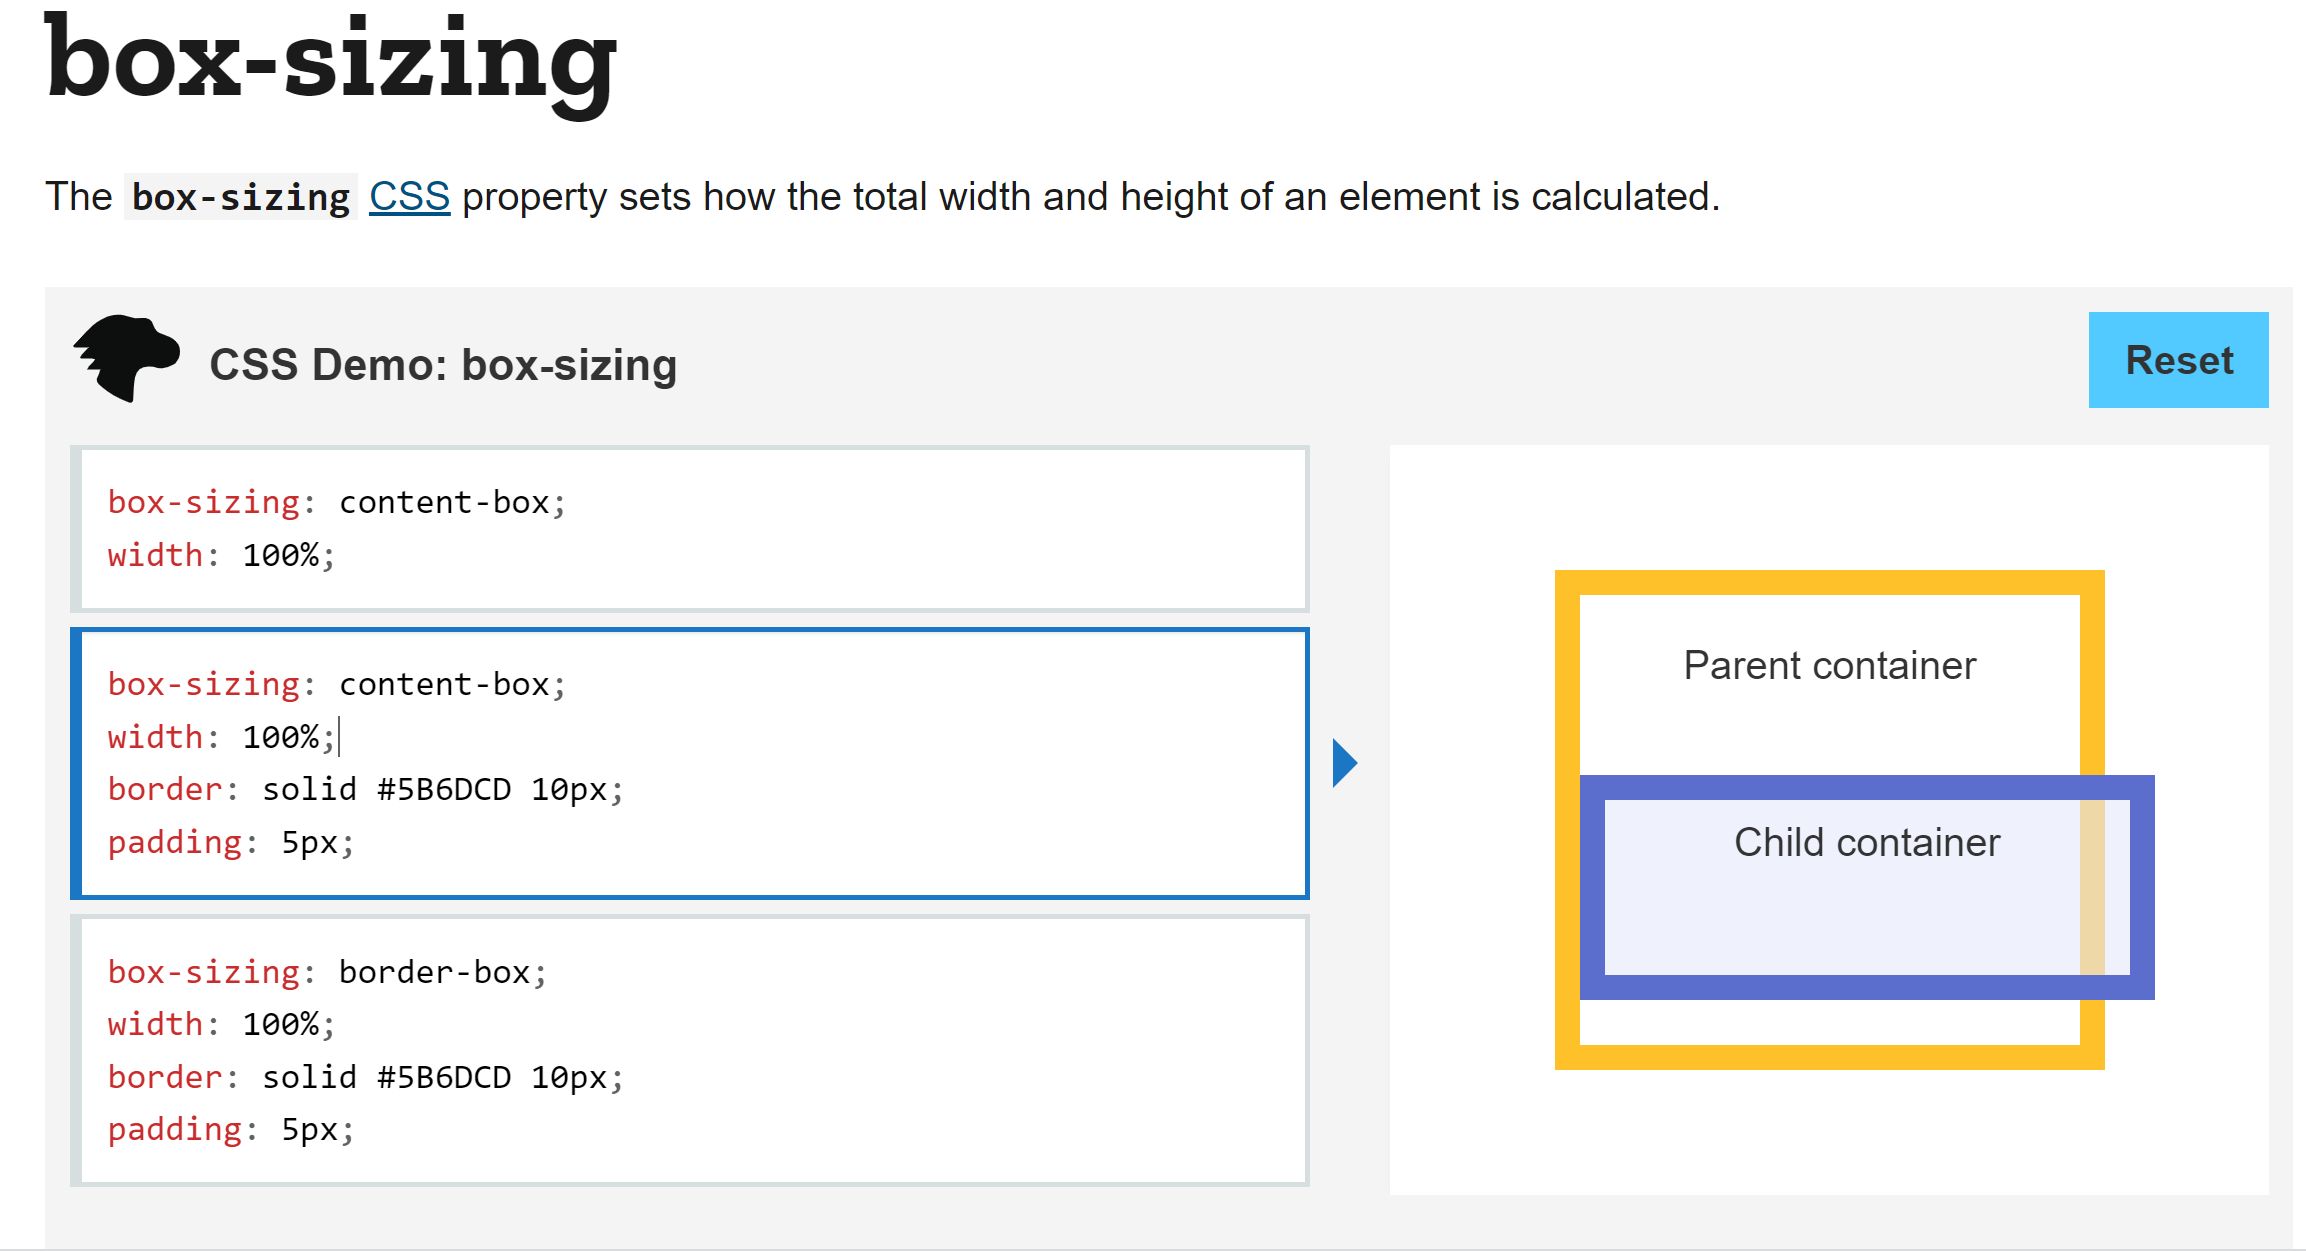 box-sizing
The box-sizing CSS property sets how the total width and height of an element is calculated.
CSS Demo: box-sizing
Reset
box-sizing: content-box;
width: 100%;
box-sizing: content-box;
width: 100%;
border: solid #5B6DCD 10px;
padding: 5px;
box-sizing: border-box;
width: 100%;
border: solid #5B6DCD 10px;
padding: 5px;
Parent container
Child container